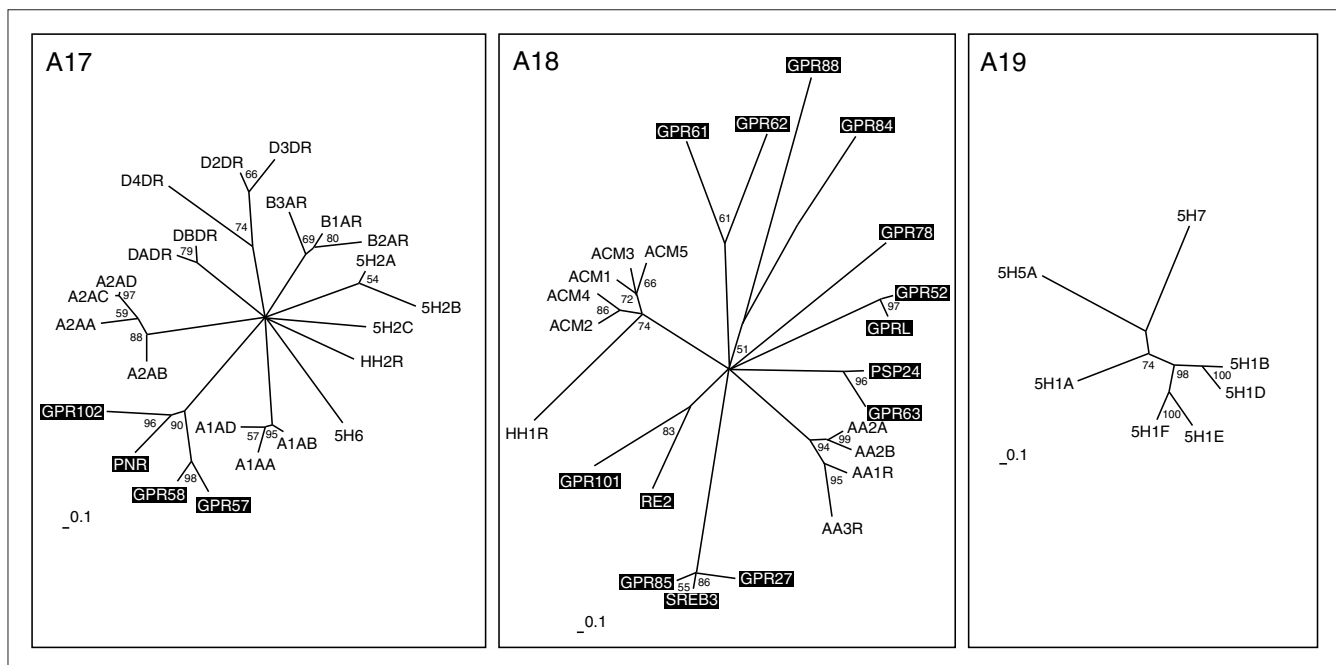 A17
D3DR
D2DR
66
D4DR
B3AR
74
B1AR
69
80
B2AR
DBDR
79
DADR
5H2A
54
A2AD
97
A2AC
5H2B
59
A2AA
5H2C
88
HH2R
A2AB
GPR102
96
90
A1AD
95
57
A1AB
5H6
PNR
A1AA
98
GPR58
GPR57
0.1
A18
GPR88
GPR61
GPR62
GPR84
61
GPR78
ACM3
ACM5
ACM1
66
ACM4
72
86
ACM2
74
GPR52
97
GPRL
51
PSP24
96
GPR63
HH1R
AA2A
99
83
94
AA2B
AA1R
GPR101
95
RE2
AA3R
GPR85
86
GPR27
55
SREB3
0.1
A19
5H7
5H5A
74
98
5H1B
100
5H1A
5H1D
100
5H1F
5H1E
0.1